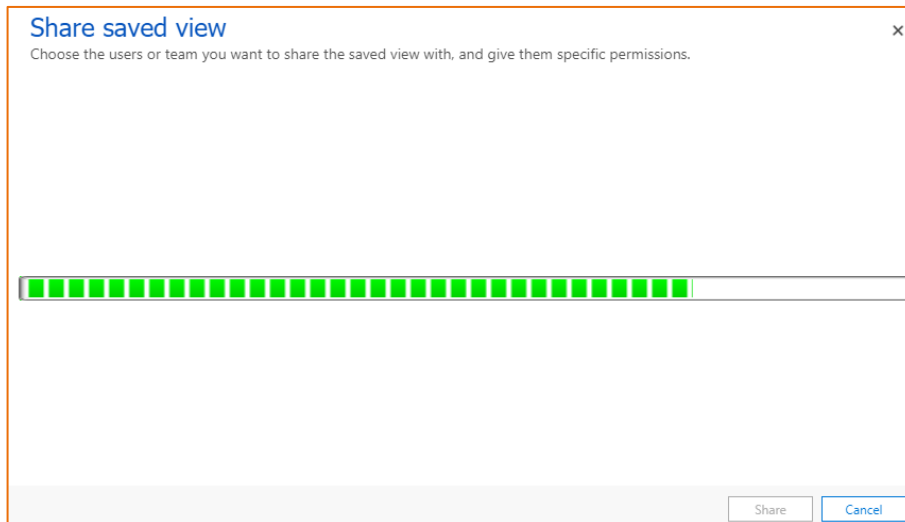 Share saved view
Choose the users or team you want to share the saved view with, and give them specific permissions.
Share
Cancel